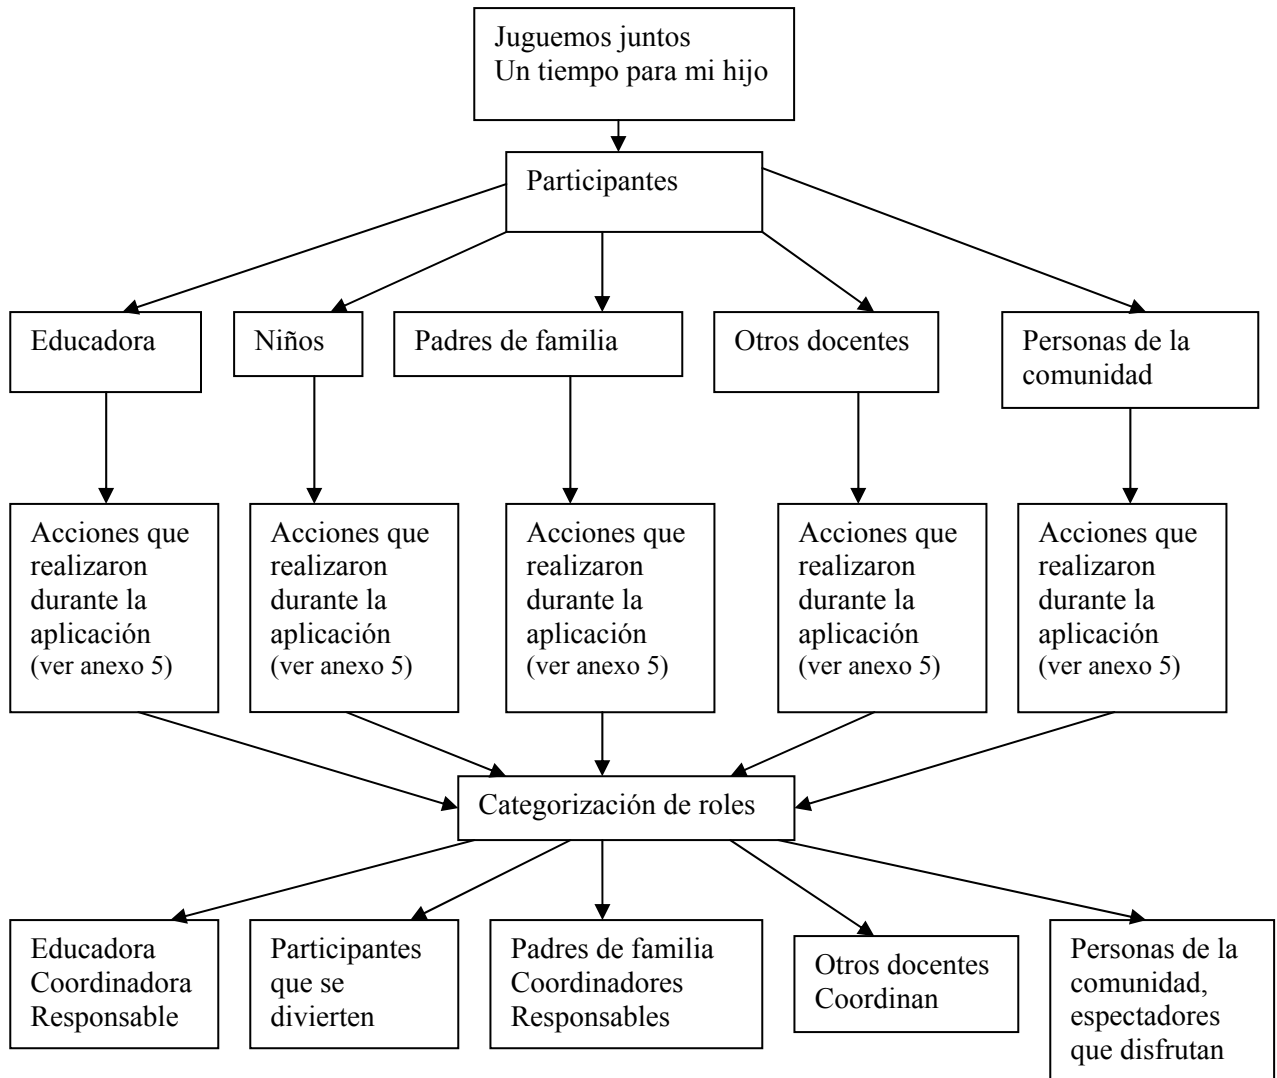 Juguemos juntos
Un tiempo para mi hijo
Participantes
Educadora
Niños
Padres de familia
Otros docentes
Personas de la
comunidad
Acciones que
realizaron
durante la
aplicación
(ver anexo 5)
Acciones que
realizaron
durante la
aplicación
(ver anexo 5)
Acciones que
realizaron
durante la
aplicación
(ver anexo 5)
Acciones que
realizaron
durante la
aplicación
(ver anexo 5)
Acciones que
realizaron
durante la
aplicación
(ver anexo 5)
Categorización de roles
Educadora
Coordinadora
Responsable
Participantes
que se
divierten
Padres de familia
Coordinadores
Responsables
Otros docentes
Coordinan
Personas de la
comunidad,
espectadores
que disfrutan